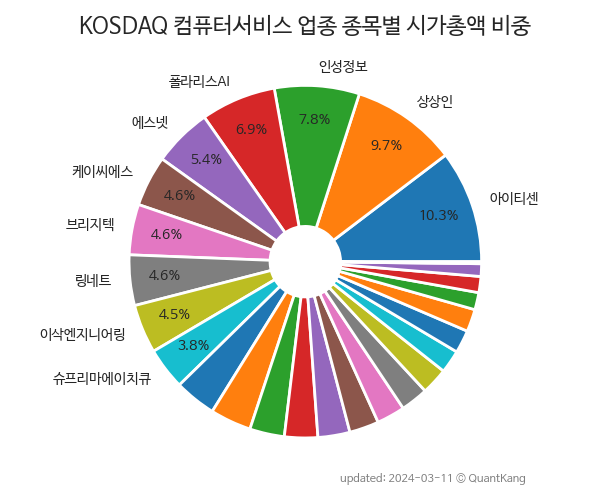 KOSDAQ 컴퓨터서비스 업종 종목별 시가총액 비중
인성정보
폴라리스AI
상상인
에스넷
7.8%
6.9%
9.7%
5.4%
케이씨에스
4.6%
아이티센
10.3%
브리지텍
4.6%
링네트
4.6%
4.5%
이삭엔지니어링
3.8%
슈프리마에이치큐
updated: 2024-03-11 © QuantKang